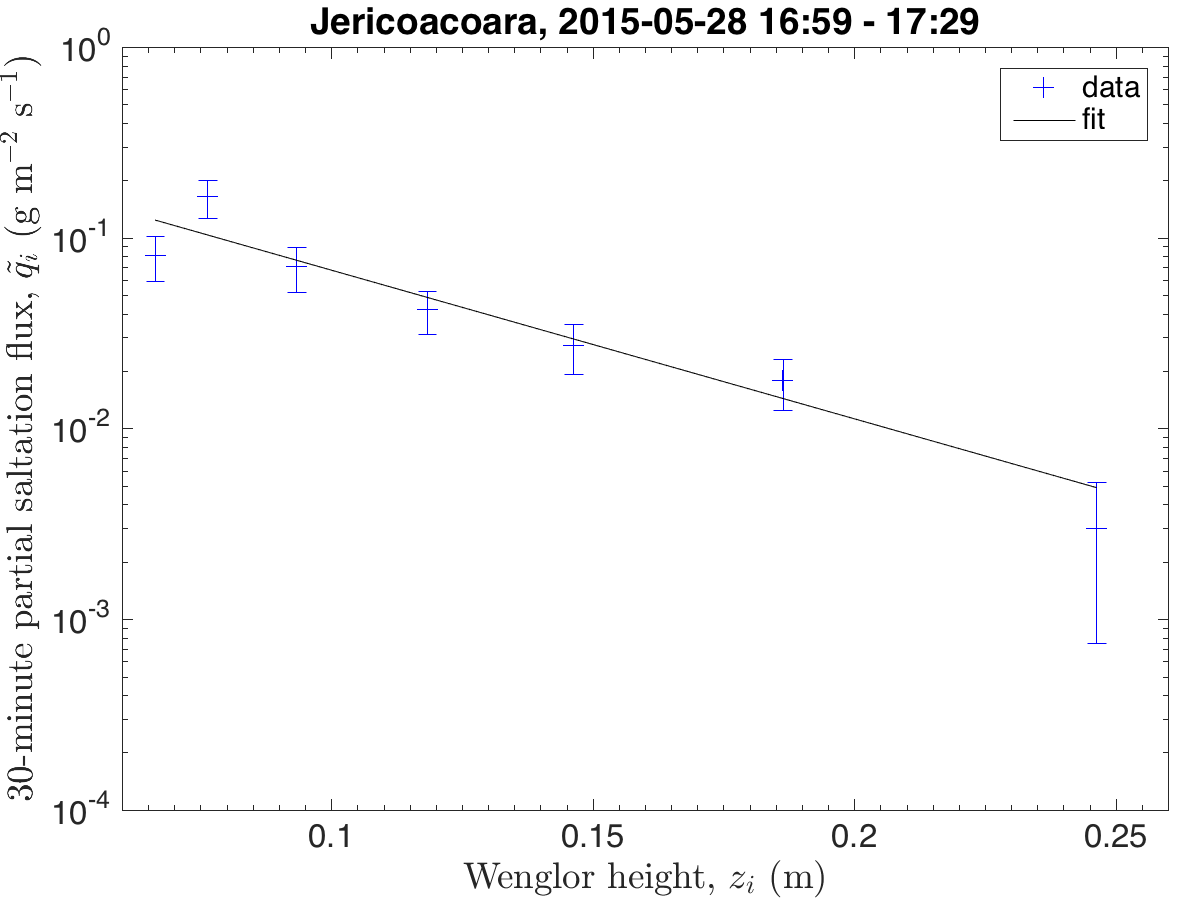 Jericoacoara, 2015-05-28 16:59 - 17:29
10^0
10^-1
10^-2
10^-3
10^-4
30-minute partial saltation flux, q̃_i (g m^−2 s^−1)
data
fit
0.1 0.15 0.2 0.25
Wenglor height, z_i (m)